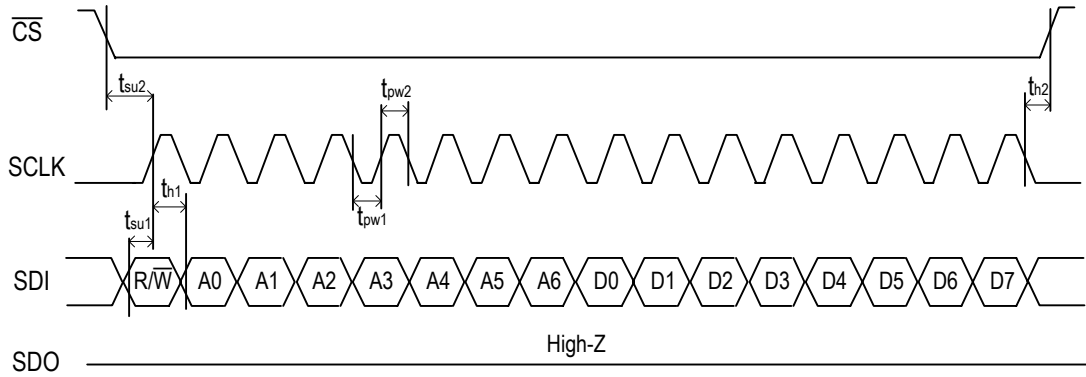 CS
tsu2
tpw2
th2
SCLK
th1
tpw1
tsu1
SDI R/W A0 A1 A2 A3 A4 A5 A6 D0 D1 D2 D3 D4 D5 D6 D7
High-Z
SDO